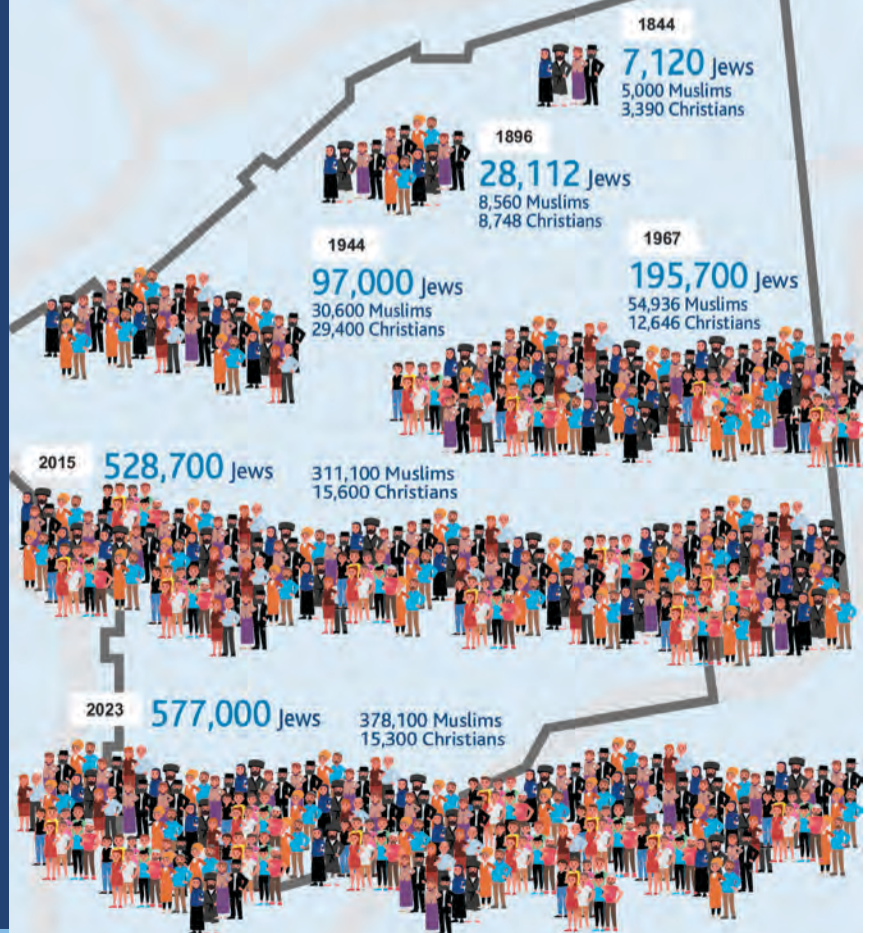 1844
7,120 Jews
5,000 Muslims
3,390 Christians
1896
28,112 Jews
8,560 Muslims
8,748 Christians
1944
97,000 Jews
30,600 Muslims
29,400 Christians
1967
195,700 Jews
54,936 Muslims
12,646 Christians
2015
528,700 Jews
311,100 Muslims
15,600 Christians
2023
577,000 Jews
378,100 Muslims
15,300 Christians